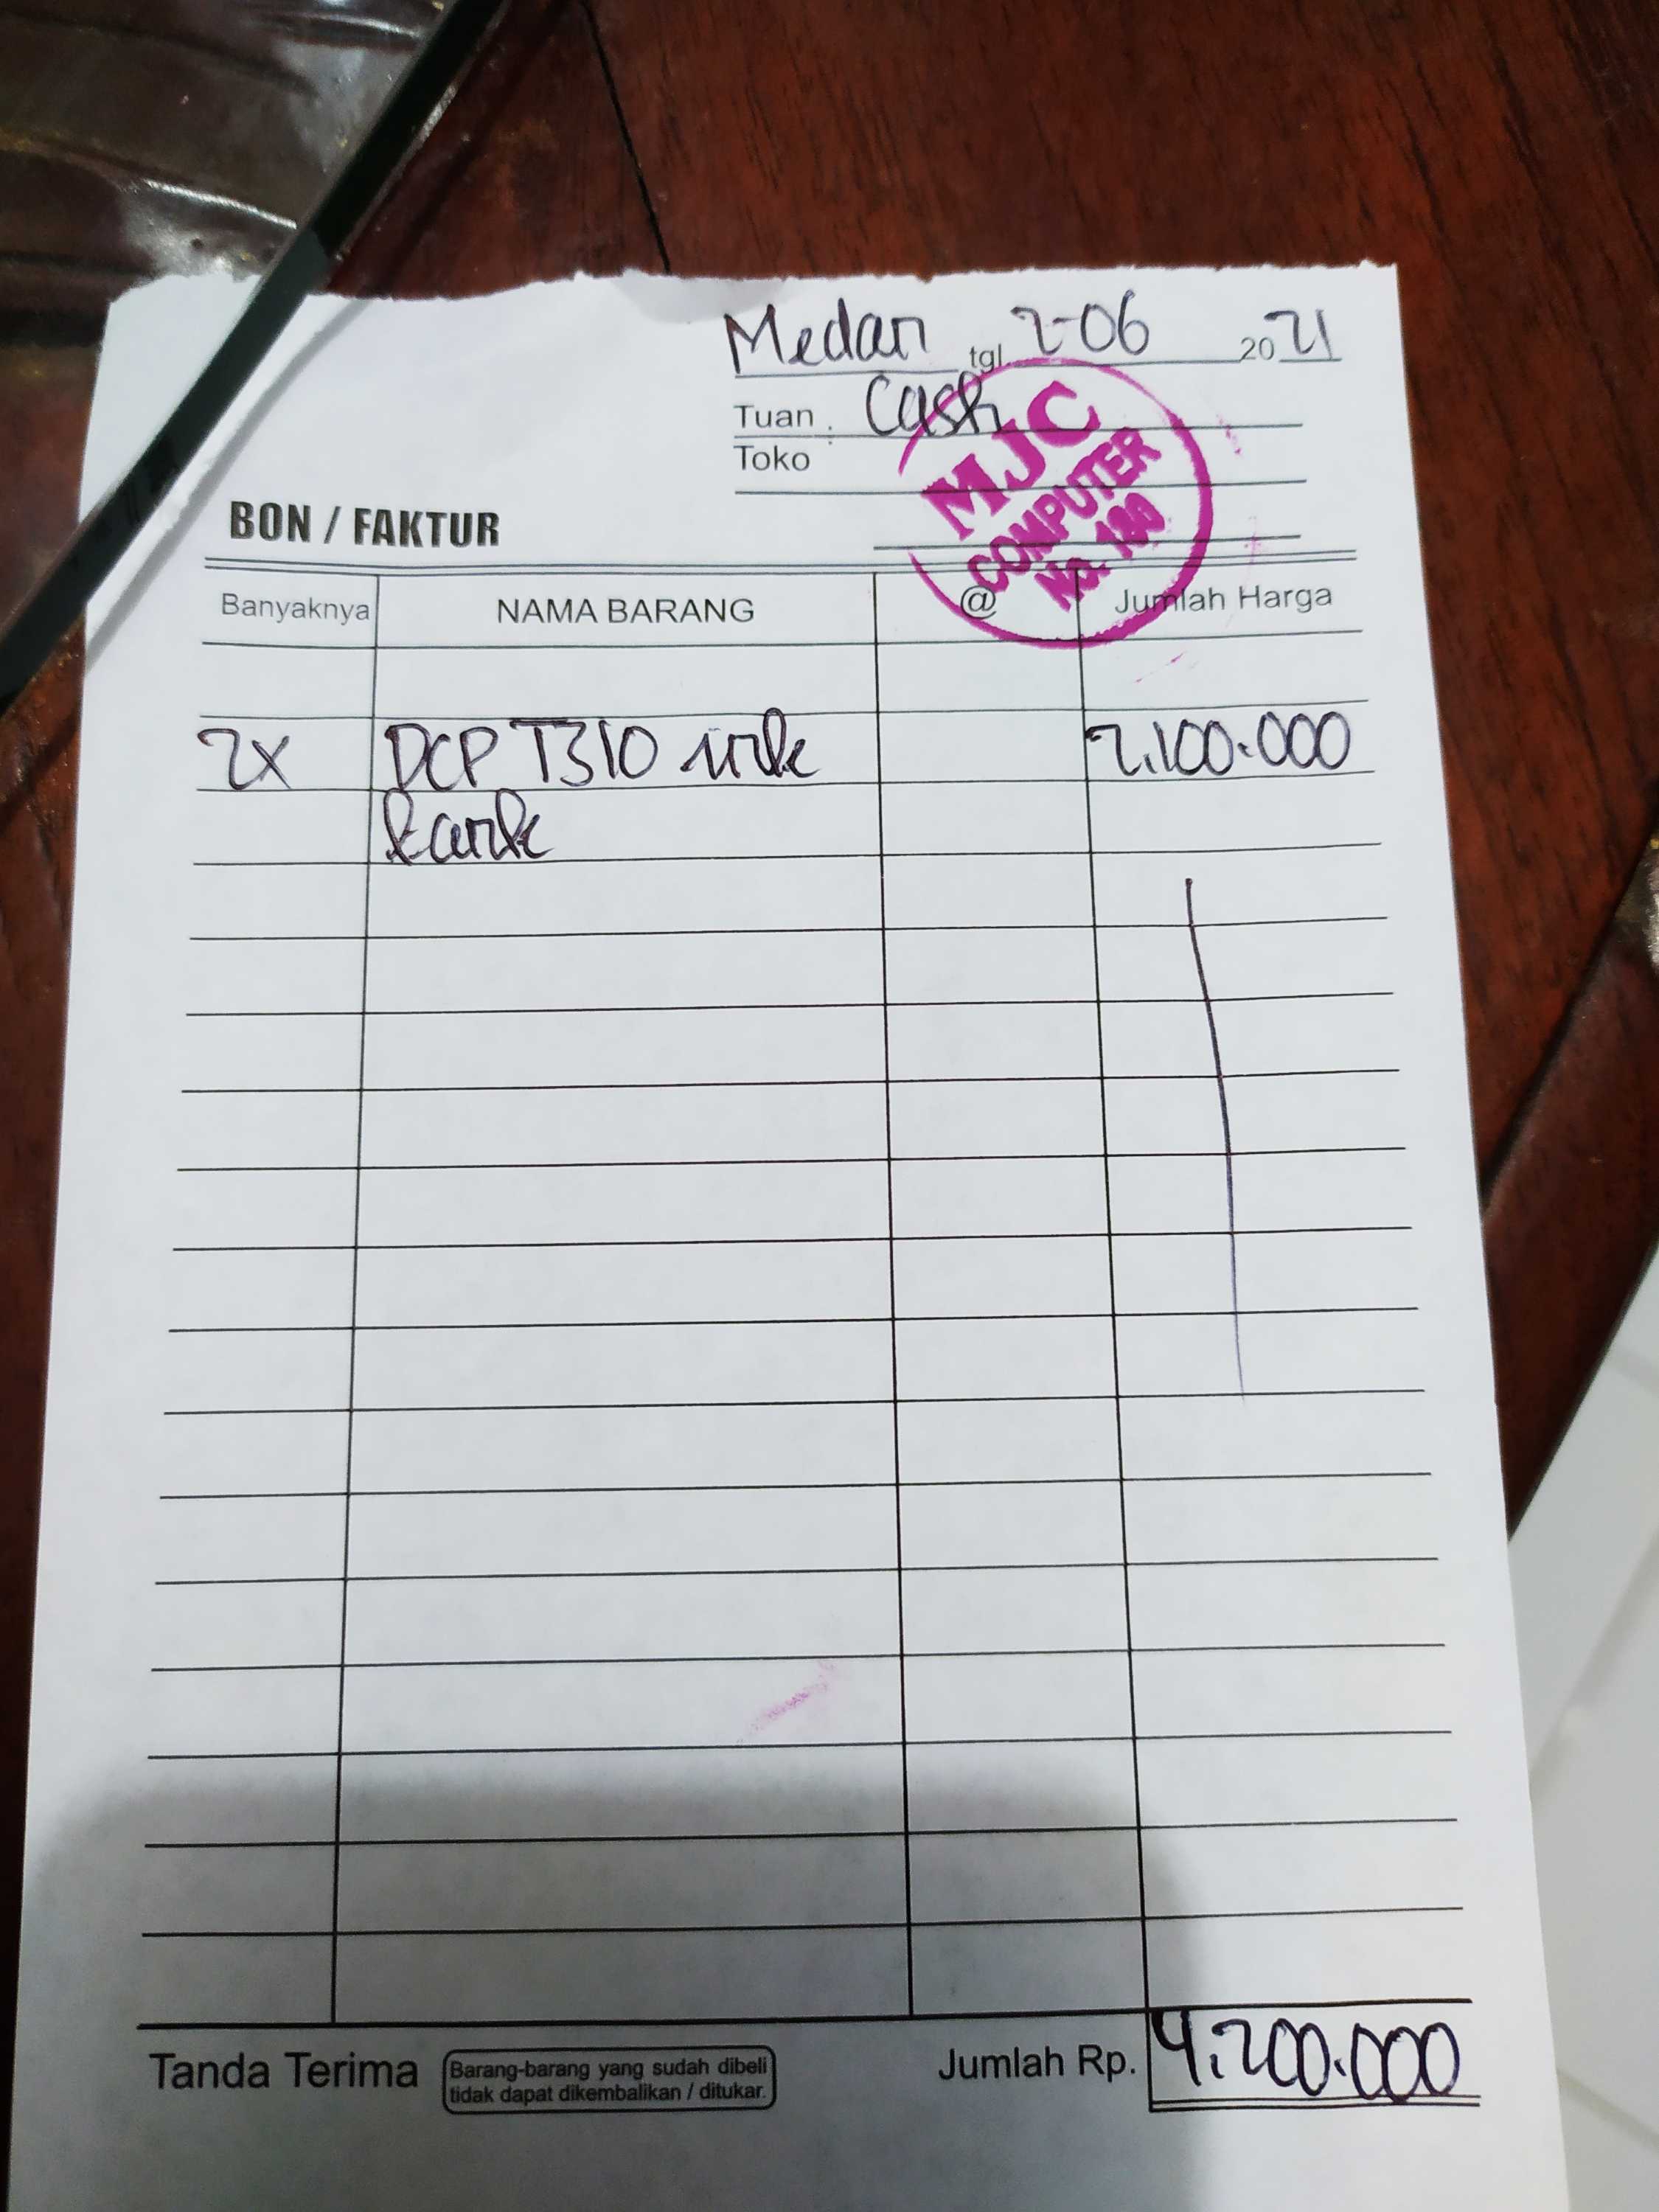 Medan tgl. 2-06 2021
Tuan : Cash
Toko
MJC
COMPUTER
No. 180
BON / FAKTUR
Banyaknya NAMA BARANG @ Jumlah Harga
2X DCP T310 ink 2.100.000
tank
Tanda Terima Barang-barang yang sudah dibeli Jumlah Rp. 4.200.000
tidak dapat dikembalikan / ditukar.